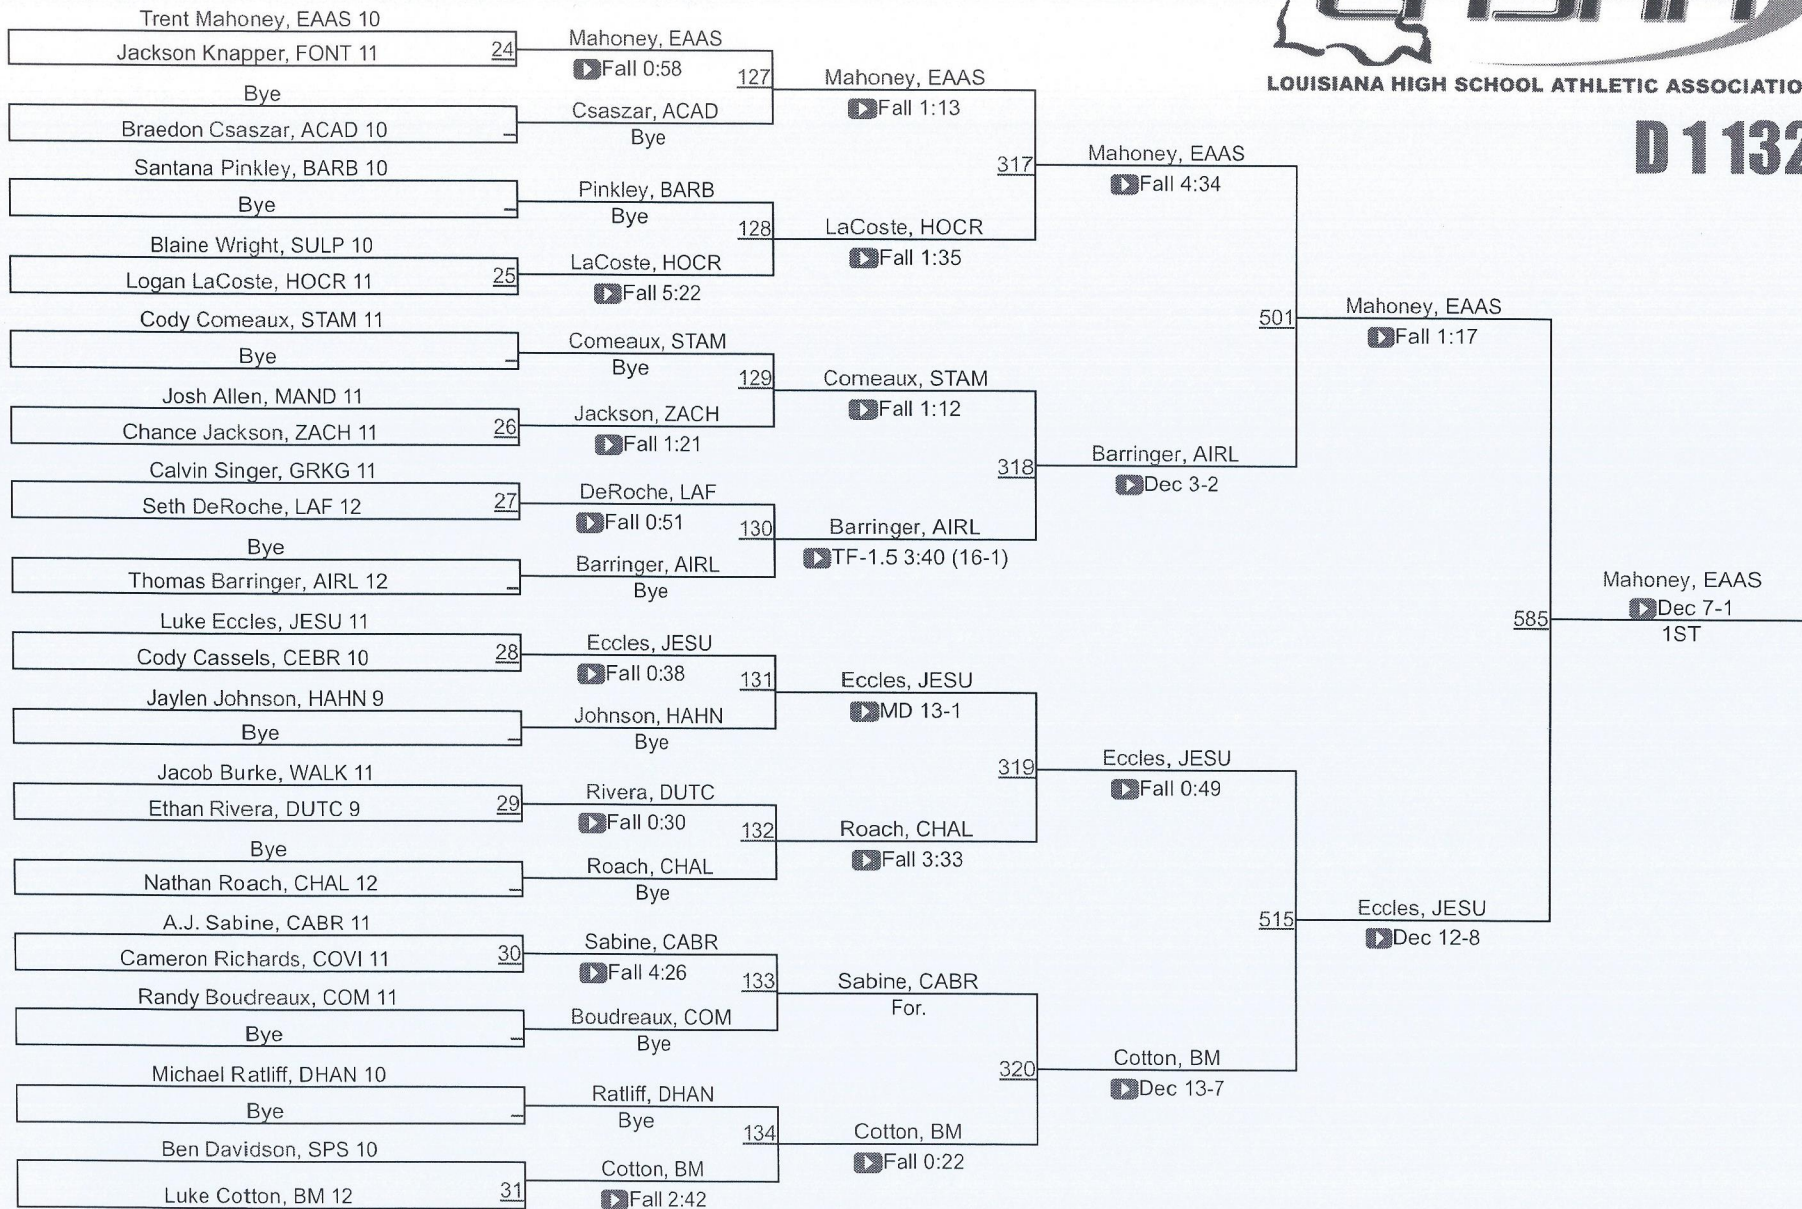 LOUISIANA HIGH SCHOOL ATHLETIC ASSOCIATIO
D 1 132
Trent Mahoney, EAAS 10
Jackson Knapper, FONT 11 24
Bye
Braedon Csaszar, ACAD 10
Santana Pinkley, BARB 10
Bye
Blaine Wright, SULP 10
Logan LaCoste, HOCR 11 25
Cody Comeaux, STAM 11
Bye
Josh Allen, MAND 11
Chance Jackson, ZACH 11 26
Calvin Singer, GRKG 11
Seth DeRoche, LAF 12 27
Bye
Thomas Barringer, AIRL 12
Luke Eccles, JESU 11
Cody Cassels, CEBR 10 28
Jaylen Johnson, HAHN 9
Bye
Jacob Burke, WALK 11
Ethan Rivera, DUTC 9 29
Bye
Nathan Roach, CHAL 12
A.J. Sabine, CABR 11
Cameron Richards, COVI 11 30
Randy Boudreaux, COM 11
Bye
Michael Ratliff, DHAN 10
Bye
Ben Davidson, SPS 10
Luke Cotton, BM 12 31
Mahoney, EAAS
Fall 0:58
127
Csaszar, ACAD
Bye
Pinkley, BARB
Bye
128
LaCoste, HOCR
Fall 5:22
Comeaux, STAM
Bye
129
Jackson, ZACH
Fall 1:21
DeRoche, LAF
Fall 0:51
130
Barringer, AIRL
Bye
Eccles, JESU
Fall 0:38
131
Johnson, HAHN
Bye
Rivera, DUTC
Fall 0:30
132
Roach, CHAL
Bye
Sabine, CABR
Fall 4:26
133
Boudreaux, COM
Bye
Ratliff, DHAN
Bye
134
Cotton, BM
Fall 2:42
Mahoney, EAAS
Fall 1:13
317
LaCoste, HOCR
Fall 1:35
Comeaux, STAM
Fall 1:12
318
Barringer, AIRL
TF-1.5 3:40 (16-1)
Eccles, JESU
MD 13-1
319
Roach, CHAL
Fall 3:33
Sabine, CABR
For.
320
Cotton, BM
Fall 0:22
Mahoney, EAAS
Fall 4:34
501
Barringer, AIRL
Dec 3-2
Eccles, JESU
Fall 0:49
515
Cotton, BM
Dec 13-7
Mahoney, EAAS
Fall 1:17
585
Eccles, JESU
Dec 12-8
Mahoney, EAAS
Dec 7-1
1ST